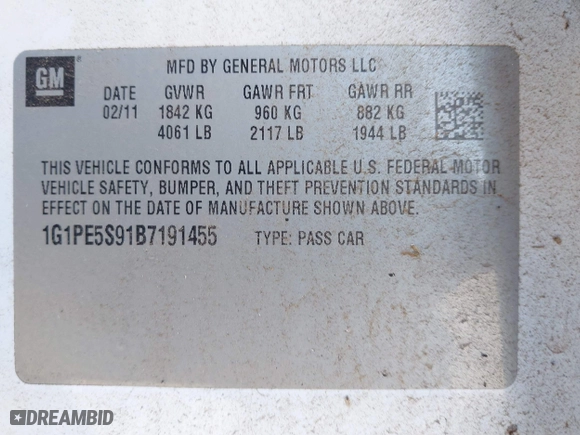 GM ®
MFD BY GENERAL MOTORS LLC
DATE GVWR GAWR FRT GAWR RR
02/11 1842 KG 960 KG 882 KG
4061 LB 2117 LB 1944 LB
THIS VEHICLE CONFORMS TO ALL APPLICABLE U.S. FEDERAL MOTOR
VEHICLE SAFETY, BUMPER, AND THEFT PREVENTION STANDARDS IN
EFFECT ON THE DATE OF MANUFACTURE SHOWN ABOVE.
1G1PE5S91B7191455 TYPE: PASS CAR
DREAMBID